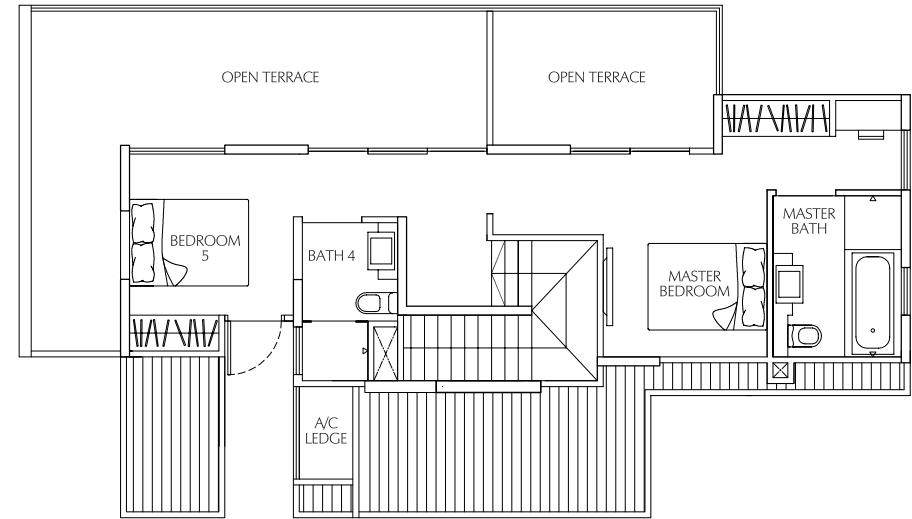 OPEN TERRACE
OPEN TERRACE
BEDROOM
5
BATH 4
MASTER
BATH
MASTER
BEDROOM
A/C
LEDGE